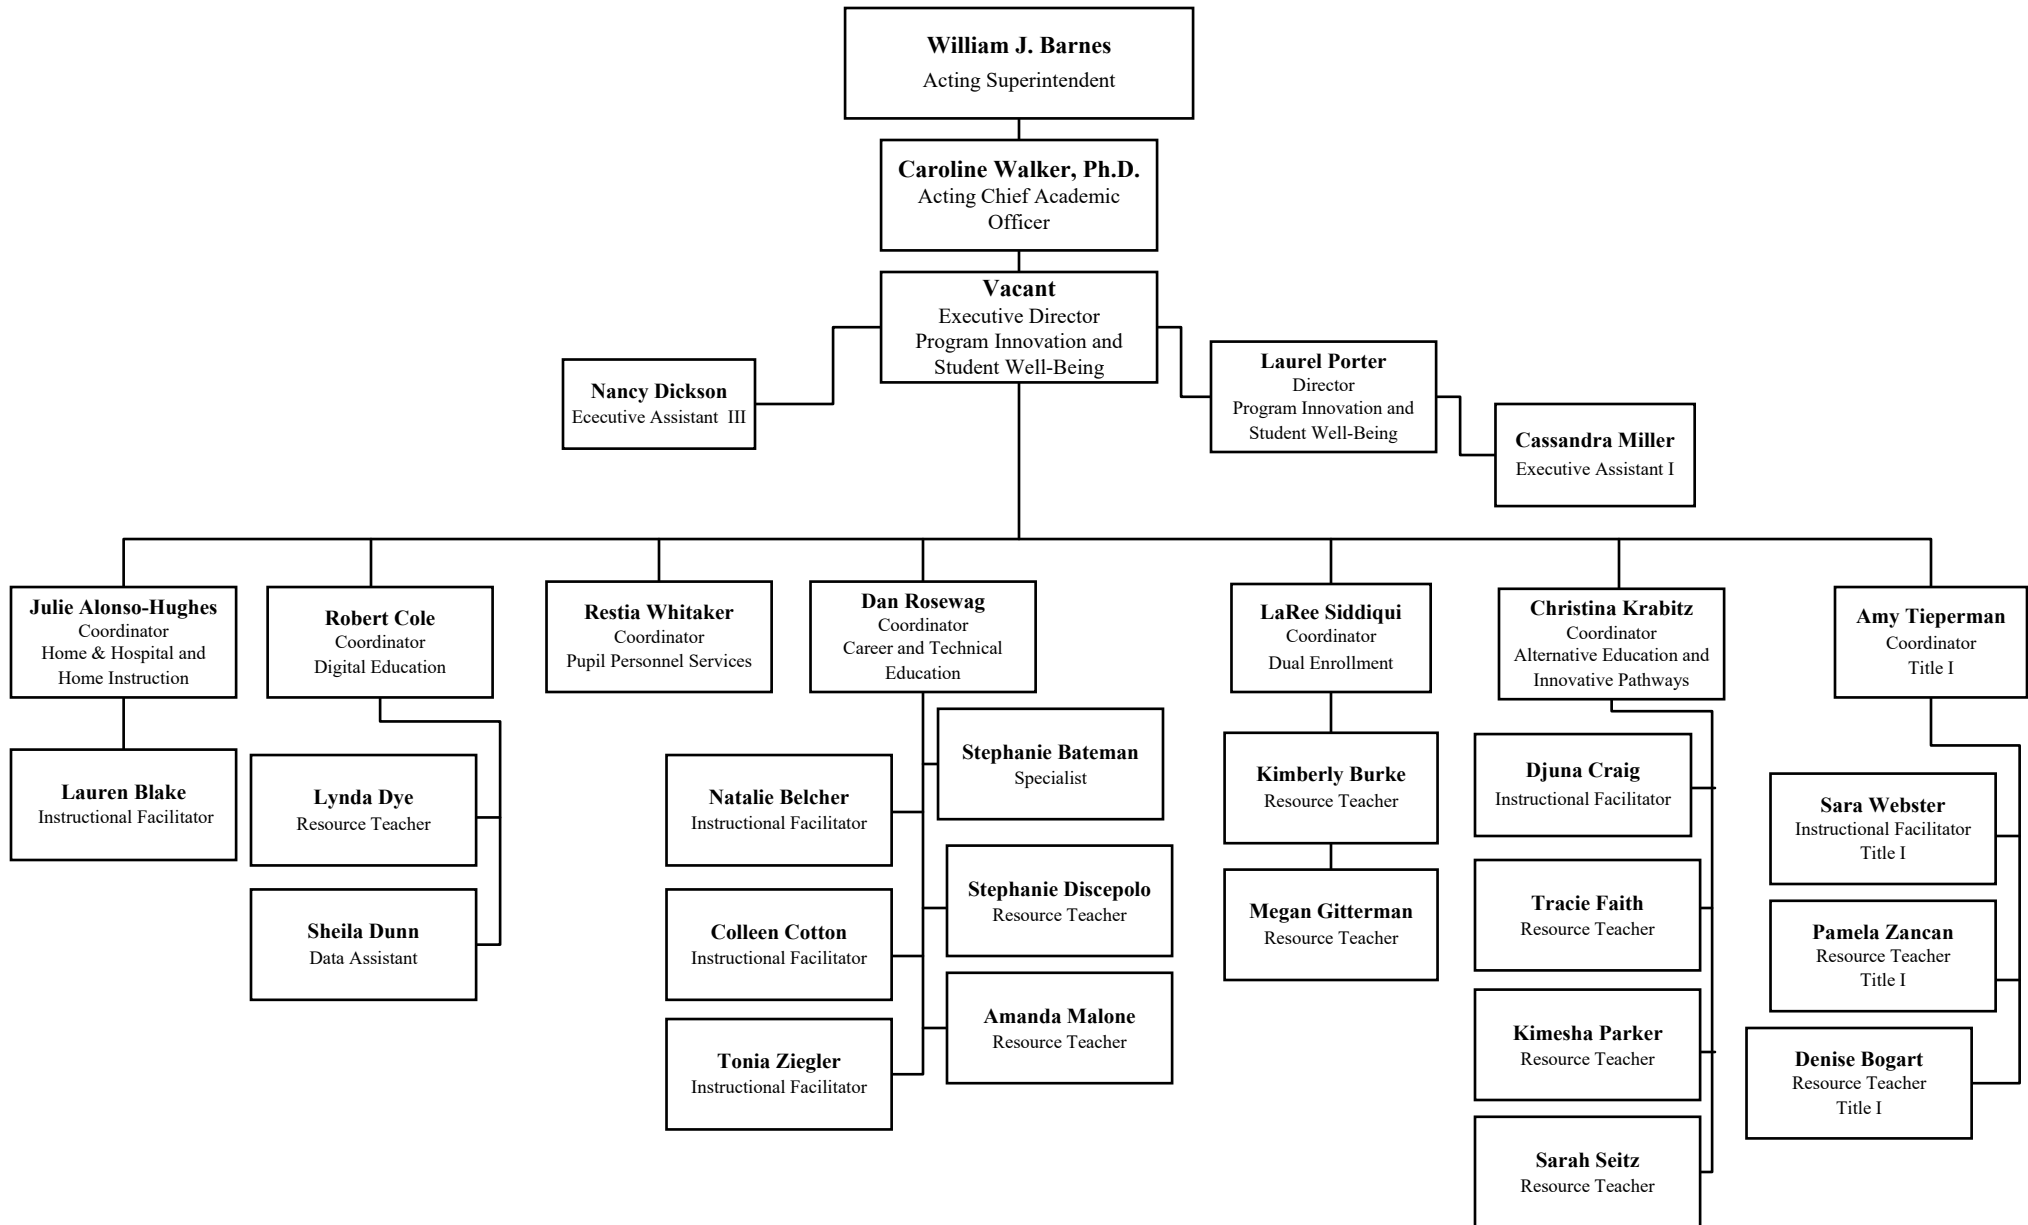 William J. Barnes
Acting Superintendent
Caroline Walker, Ph.D.
Acting Chief Academic
Officer
Vacant
Executive Director
Program Innovation and
Student Well-Being
Nancy Dickson
Ececutive Assistant III
Laurel Porter
Director
Program Innovation and
Student Well-Being
Cassandra Miller
Executive Assistant I
Julie Alonso-Hughes
Coordinator
Home & Hospital and
Home Instruction
Robert Cole
Coordinator
Digital Education
Restia Whitaker
Coordinator
Pupil Personnel Services
Dan Rosewag
Coordinator
Career and Technical
Education
LaRee Siddiqui
Coordinator
Dual Enrollment
Christina Krabitz
Coordinator
Alternative Education and
Innovative Pathways
Amy Tieperman
Coordinator
Title I
Lauren Blake
Instructional Facilitator
Lynda Dye
Resource Teacher
Sheila Dunn
Data Assistant
Natalie Belcher
Instructional Facilitator
Colleen Cotton
Instructional Facilitator
Tonia Ziegler
Instructional Facilitator
Stephanie Bateman
Specialist
Stephanie Discepolo
Resource Teacher
Amanda Malone
Resource Teacher
Kimberly Burke
Resource Teacher
Megan Gitterman
Resource Teacher
Djuna Craig
Instructional Facilitator
Tracie Faith
Resource Teacher
Kimesha Parker
Resource Teacher
Sarah Seitz
Resource Teacher
Sara Webster
Instructional Facilitator
Title I
Pamela Zancan
Resource Teacher
Title I
Denise Bogart
Resource Teacher
Title I